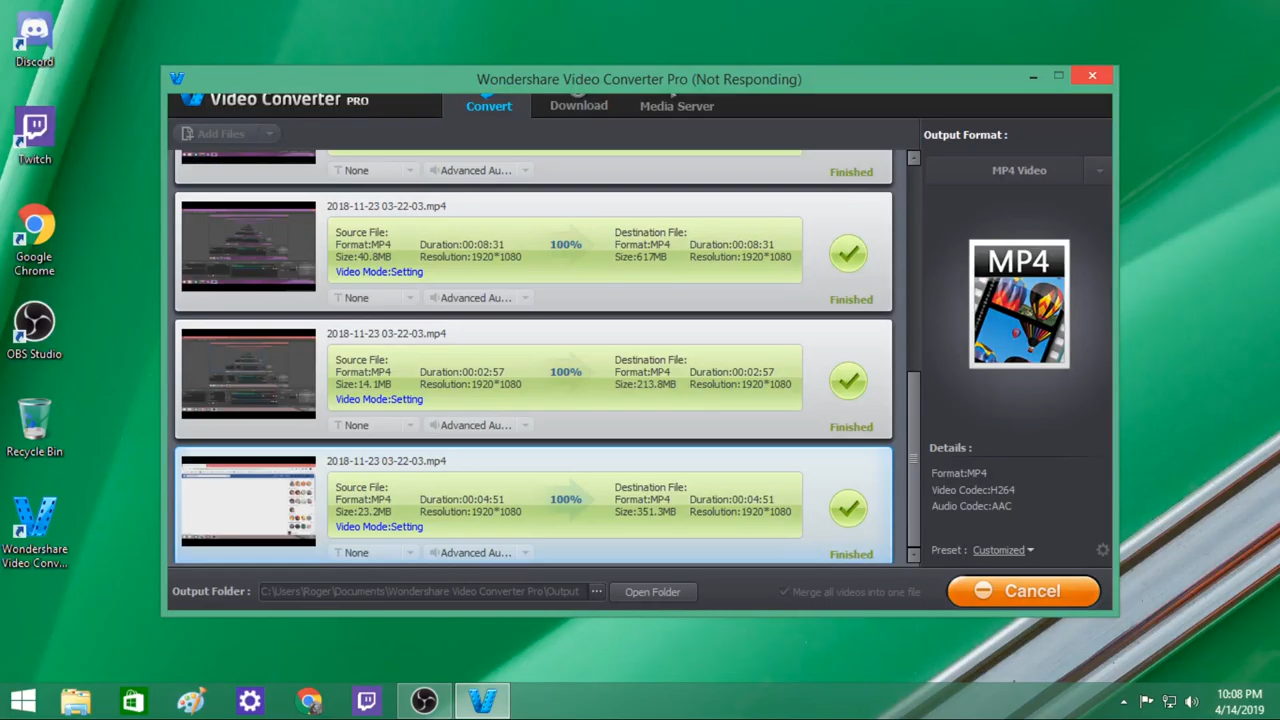 Discord
Twitch
Google
Chrome
OBS Studio
Recycle Bin
Wondershare
Video Conv...
Wondershare Video Converter Pro (Not Responding)
Video Converter PRO
Convert
Download
Media Server
Add Files
Output Format :
MP4 Video
None
Advanced Au...
Finished
2018-11-23 03-22-03.mp4
Source File:
Format:MP4 Duration:00:08:31
Size:40.8MB Resolution:1920*1080
Video Mode:Setting
100%
Destination File:
Format:MP4 Duration:00:08:31
Size:617MB Resolution:1920*1080
None
Advanced Au...
Finished
2018-11-23 03-22-03.mp4
Source File:
Format:MP4 Duration:00:02:57
Size:14.1MB Resolution:1920*1080
Video Mode:Setting
100%
Destination File:
Format:MP4 Duration:00:02:57
Size:213.8MB Resolution:1920*1080
None
Advanced Au...
Finished
2018-11-23 03-22-03.mp4
Source File:
Format:MP4 Duration:00:04:51
Size:23.2MB Resolution:1920*1080
Video Mode:Setting
100%
Destination File:
Format:MP4 Duration:00:04:51
Size:351.3MB Resolution:1920*1080
None
Advanced Au...
Finished
MP4
Details :
Format:MP4
Video Codec:H264
Audio Codec:AAC
Preset : Customized
Output Folder : C:\Users\Roger\Documents\Wondershare Video Converter Pro\Output
...
Open Folder
Merge all videos into one file
Cancel
10:08 PM
4/14/2019